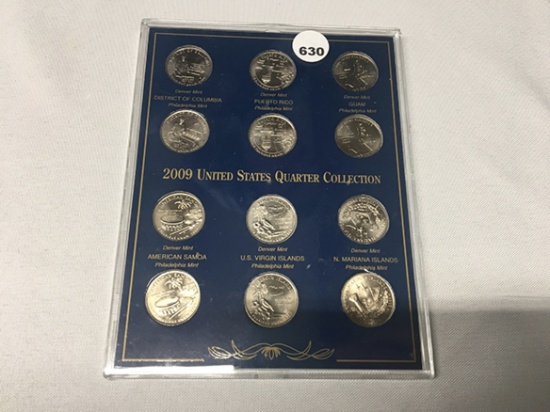 630
Denver Mint Denver Mint Denver Mint
DISTRICT OF COLUMBIA PUERTO RICO GUAM
Philadelphia Mint Philadelphia Mint Philadelphia Mint
2009 UNITED STATES QUARTER COLLECTION
Denver Mint Denver Mint Denver Mint
AMERICAN SAMOA U.S. VIRGIN ISLANDS N. MARIANA ISLANDS
Philadelphia Mint Philadelphia Mint Philadelphia Mint